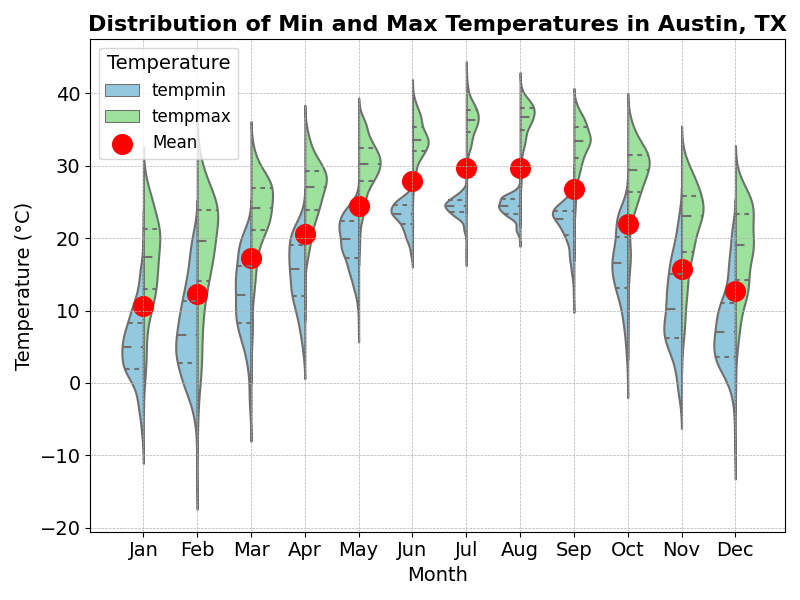 Distribution of Min and Max Temperatures in Austin, TX
Temperature
tempmin
tempmax
Mean
Temperature (°C)
40
30
20
10
0
−10
−20
Jan Feb Mar Apr May Jun Jul Aug Sep Oct Nov Dec
Month